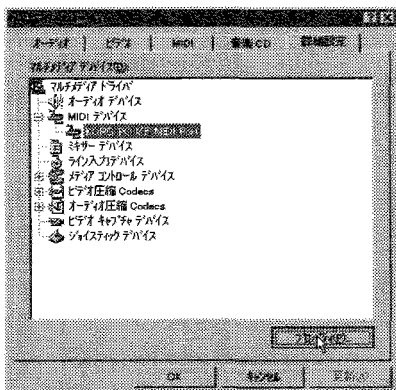 オーディオ ビデオ MIDI 音楽 CD 詳細設定
マルチメディア デバイス(D):
マルチメディア ドライバ
オーディオ デバイス
MIDI デバイス
ミキサー デバイス
ライン入力デバイス
メディア コントロール デバイス
ビデオ圧縮 Codecs
オーディオ圧縮 Codecs
ビデオ キャプチャ デバイス
ジョイスティック デバイス
プロパティ(P)
OK キャンセル